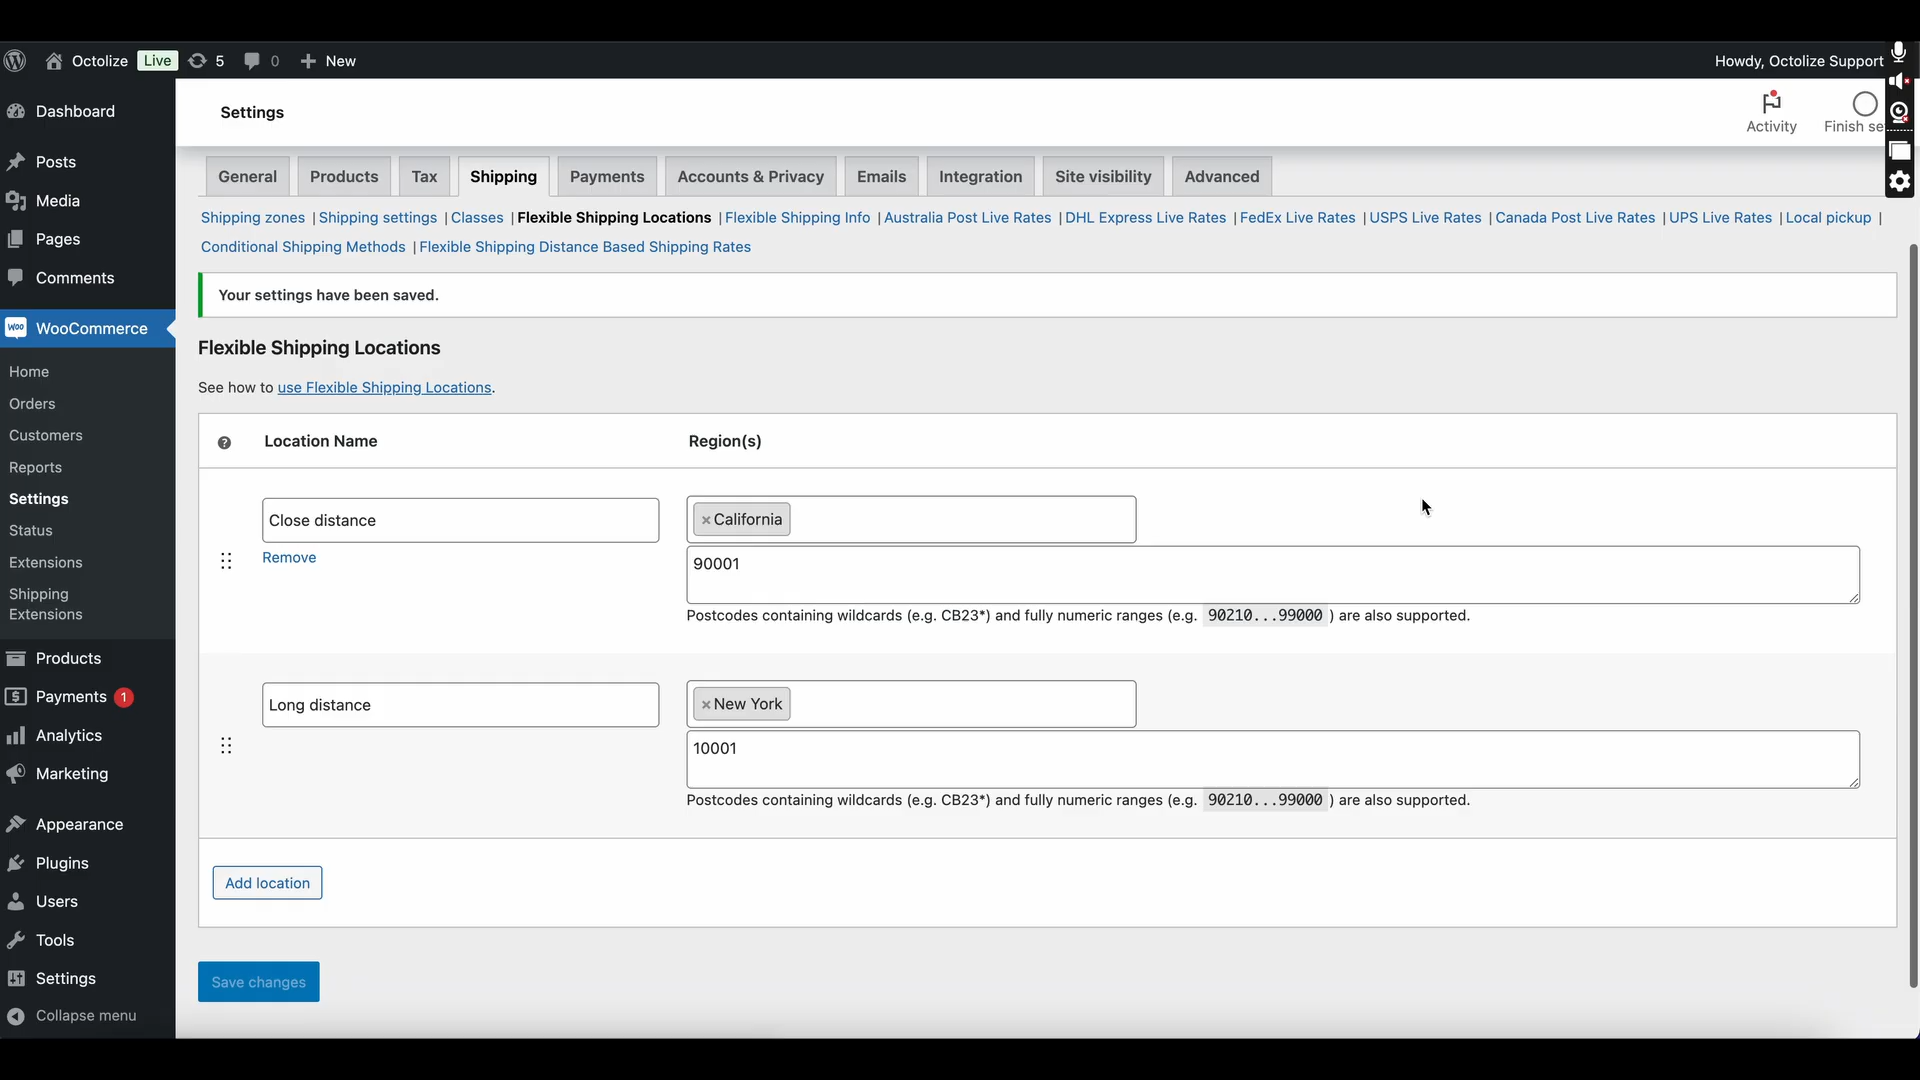 Octolize Live 5 0 New
Howdy, Octolize Support
Dashboard
Posts
Media
Pages
Comments
WOO WooCommerce
Home
Orders
Customers
Reports
Settings
Status
Extensions
Shipping
Extensions
Products
Payments 1
Analytics
Marketing
Appearance
Plugins
Users
Tools
Settings
Collapse menu
Settings
Activity
Finish se
General Products Tax Shipping Payments Accounts & Privacy Emails Integration Site visibility Advanced
Shipping zones | Shipping settings | Classes | Flexible Shipping Locations | Flexible Shipping Info | Australia Post Live Rates | DHL Express Live Rates | FedEx Live Rates | USPS Live Rates | Canada Post Live Rates | UPS Live Rates | Local pickup |
Conditional Shipping Methods | Flexible Shipping Distance Based Shipping Rates
Your settings have been saved.
Flexible Shipping Locations
See how to use Flexible Shipping Locations.
? Location Name Region(s)
Close distance
× California
Remove
90001
Postcodes containing wildcards (e.g. CB23*) and fully numeric ranges (e.g. 90210...99000 ) are also supported.
Long distance
× New York
10001
Postcodes containing wildcards (e.g. CB23*) and fully numeric ranges (e.g. 90210...99000 ) are also supported.
Add location
Save changes